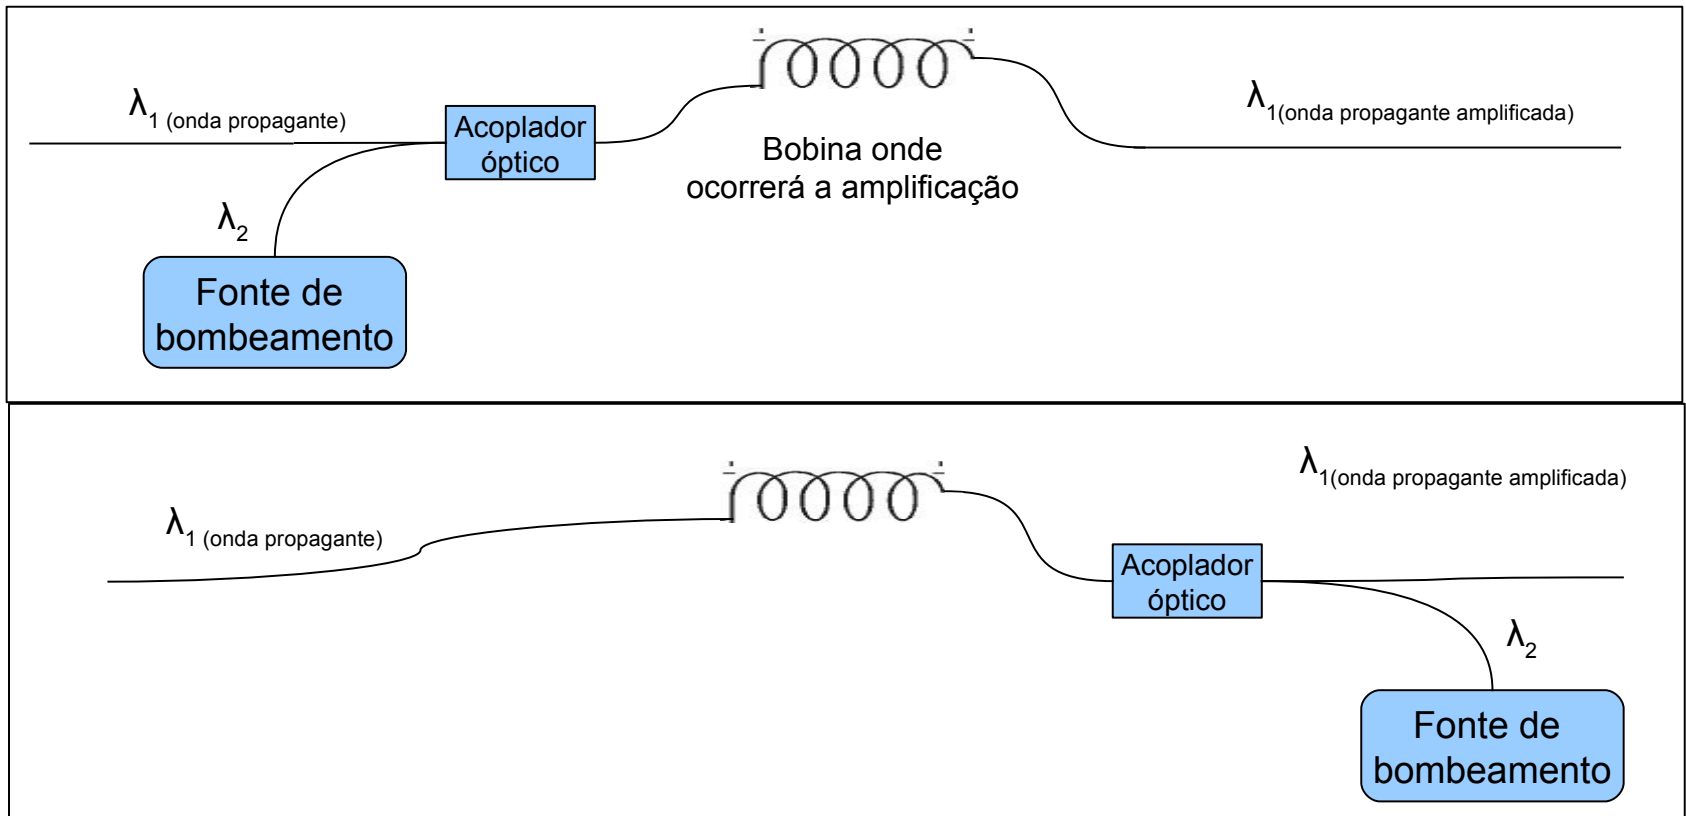 λ1 (onda propagante)
Acoplador
óptico
Bobina onde
ocorrerá a amplificação
λ1(onda propagante amplificada)
λ2
Fonte de
bombeamento
λ1 (onda propagante)
λ1(onda propagante amplificada)
Acoplador
óptico
λ2
Fonte de
bombeamento